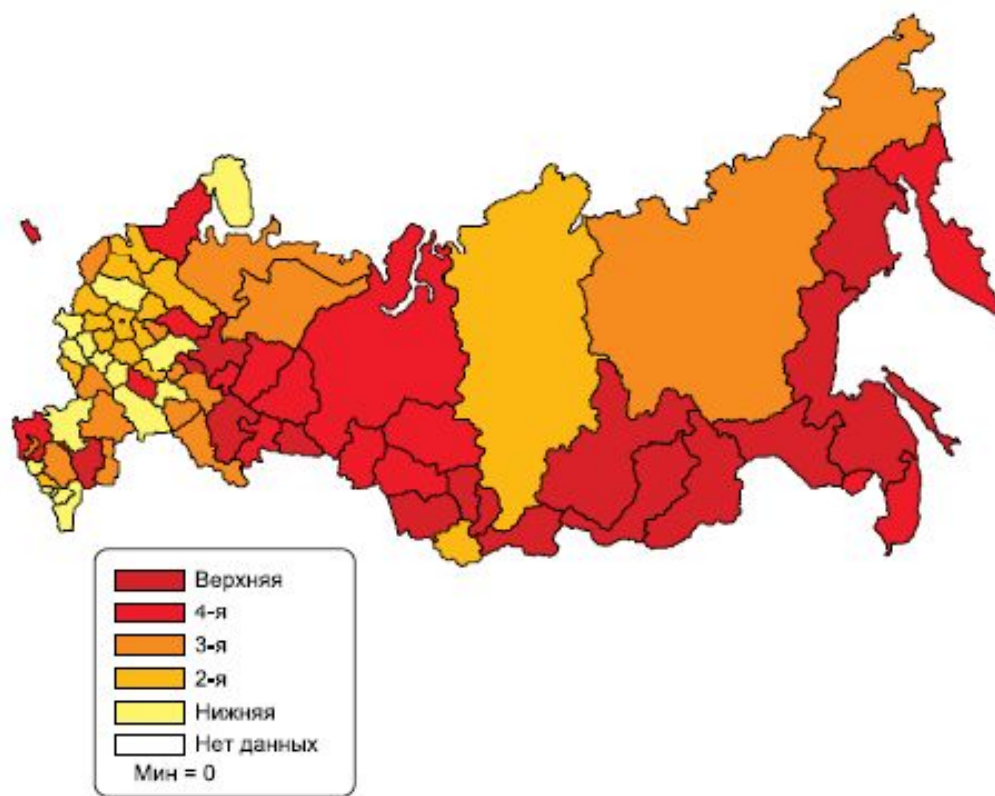 Верхняя
4-я
3-я
2-я
Нижняя
Нет данных
Мин = 0